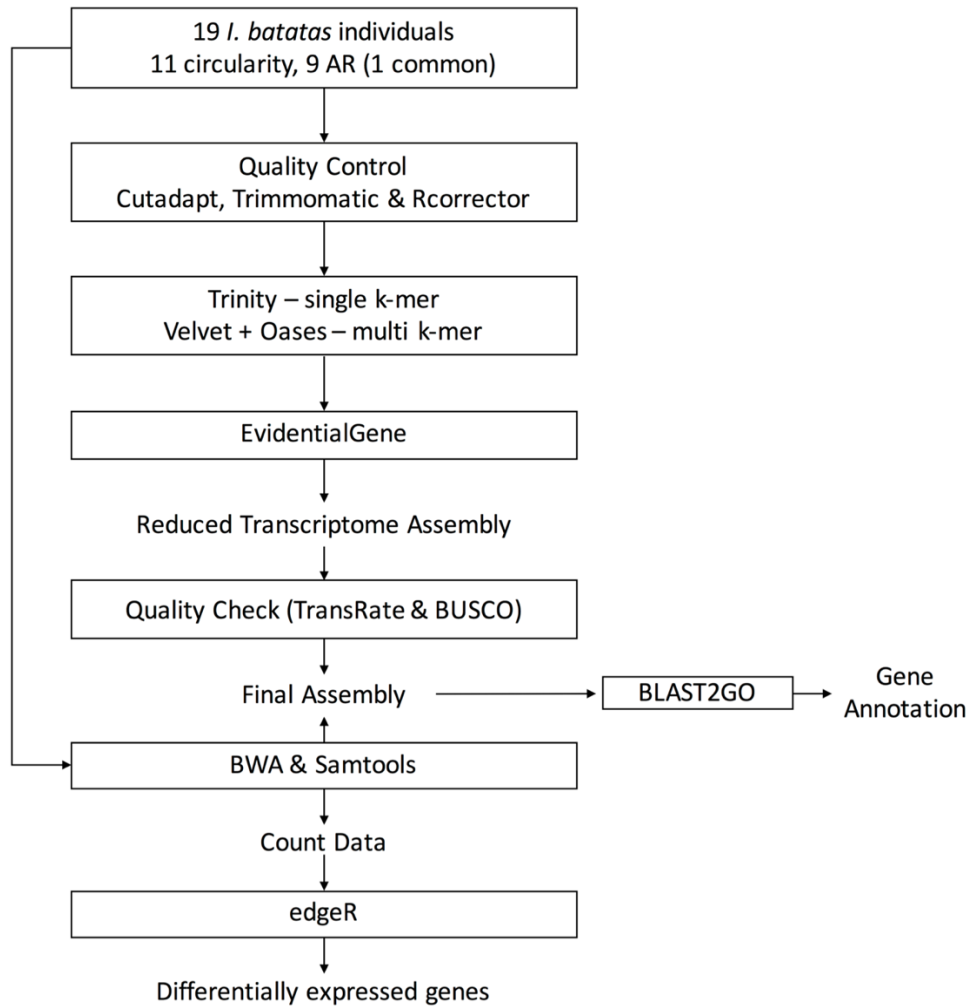 19 I. batatas individuals
11 circularity, 9 AR (1 common)
Quality Control
Cutadapt, Trimmomatic & Rcorrector
Trinity – single k-mer
Velvet + Oases – multi k-mer
EvidentialGene
Reduced Transcriptome Assembly
Quality Check (TransRate & BUSCO)
Final Assembly
BLAST2GO
Gene
Annotation
BWA & Samtools
Count Data
edgeR
Differentially expressed genes